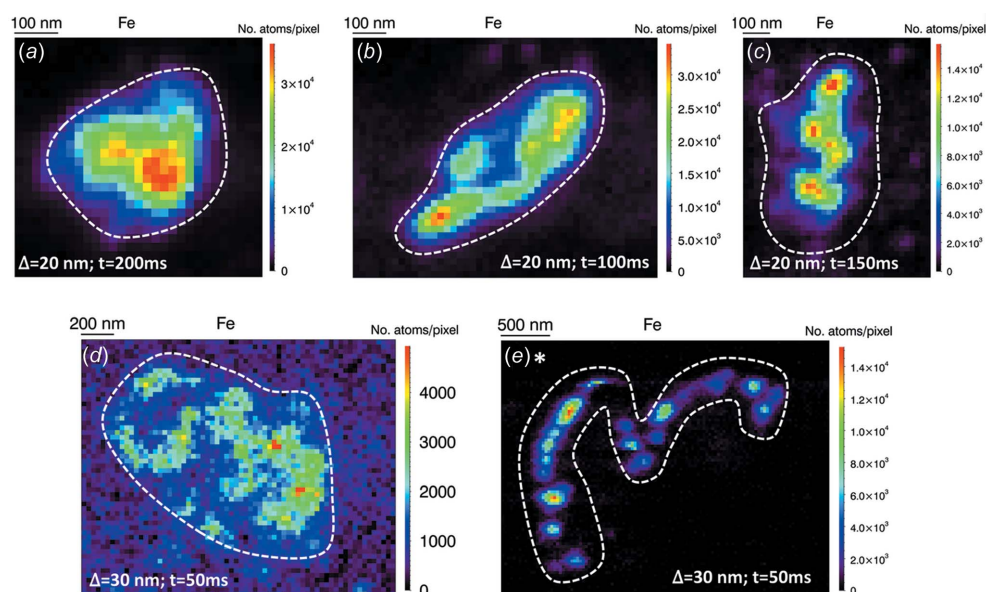 100 nm Fe No. atoms/pixel
(a)
3×10⁴
2×10⁴
1×10⁴
0
Δ=20 nm; t=200ms
100 nm Fe No. atoms/pixel
(b)
3.0×10⁴
2.5×10⁴
2.0×10⁴
1.5×10⁴
1.0×10⁴
5.0×10³
0
Δ=20 nm; t=100ms
100 nm Fe No. atoms/pixel
(c)
1.4×10⁴
1.2×10⁴
1.0×10⁴
8.0×10³
6.0×10³
4.0×10³
2.0×10³
0
Δ=20 nm; t=150ms
200 nm Fe No. atoms/pixel
(d)
4000
3000
2000
1000
0
Δ=30 nm; t=50ms
500 nm Fe No. atoms/pixel
(e)*
1.4×10⁴
1.2×10⁴
1.0×10⁴
8.0×10³
6.0×10³
4.0×10³
2.0×10³
0
Δ=30 nm; t=50ms